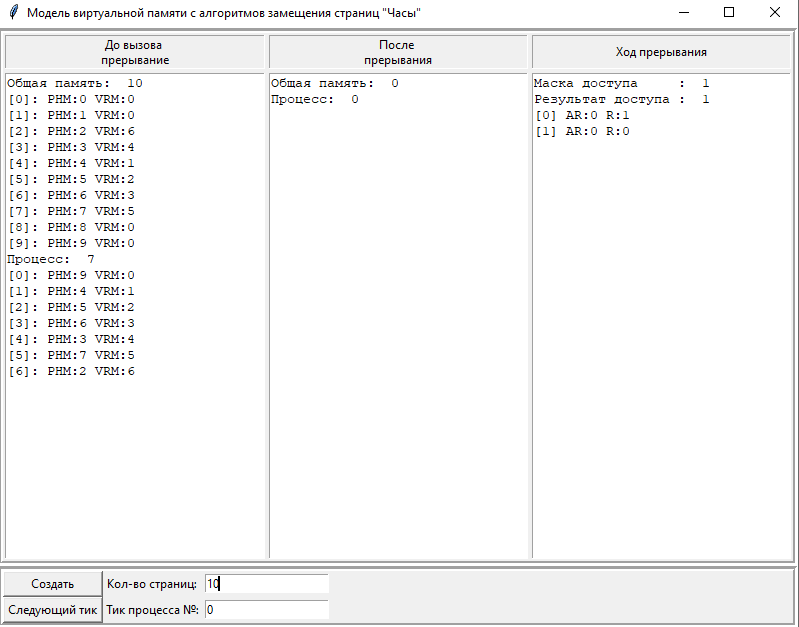 Модель виртуальной памяти с алгоритмов замещения страниц "Часы"
До вызова
прерывание
После
прерывания
Ход прерывания
Общая память:  10
[0]: PHM:0 VRM:0
[1]: PHM:1 VRM:0
[2]: PHM:2 VRM:6
[3]: PHM:3 VRM:4
[4]: PHM:4 VRM:1
[5]: PHM:5 VRM:2
[6]: PHM:6 VRM:3
[7]: PHM:7 VRM:5
[8]: PHM:8 VRM:0
[9]: PHM:9 VRM:0
Процесс:  7
[0]: PHM:9 VRM:0
[1]: PHM:4 VRM:1
[2]: PHM:5 VRM:2
[3]: PHM:6 VRM:3
[4]: PHM:3 VRM:4
[5]: PHM:7 VRM:5
[6]: PHM:2 VRM:6
Общая память:  0
Процесс:  0
Маска доступа     :  1
Результат доступа :  1
[0] AR:0 R:1
[1] AR:0 R:0
Создать Кол-во страниц: 10
Следующий тик Тик процесса №: 0